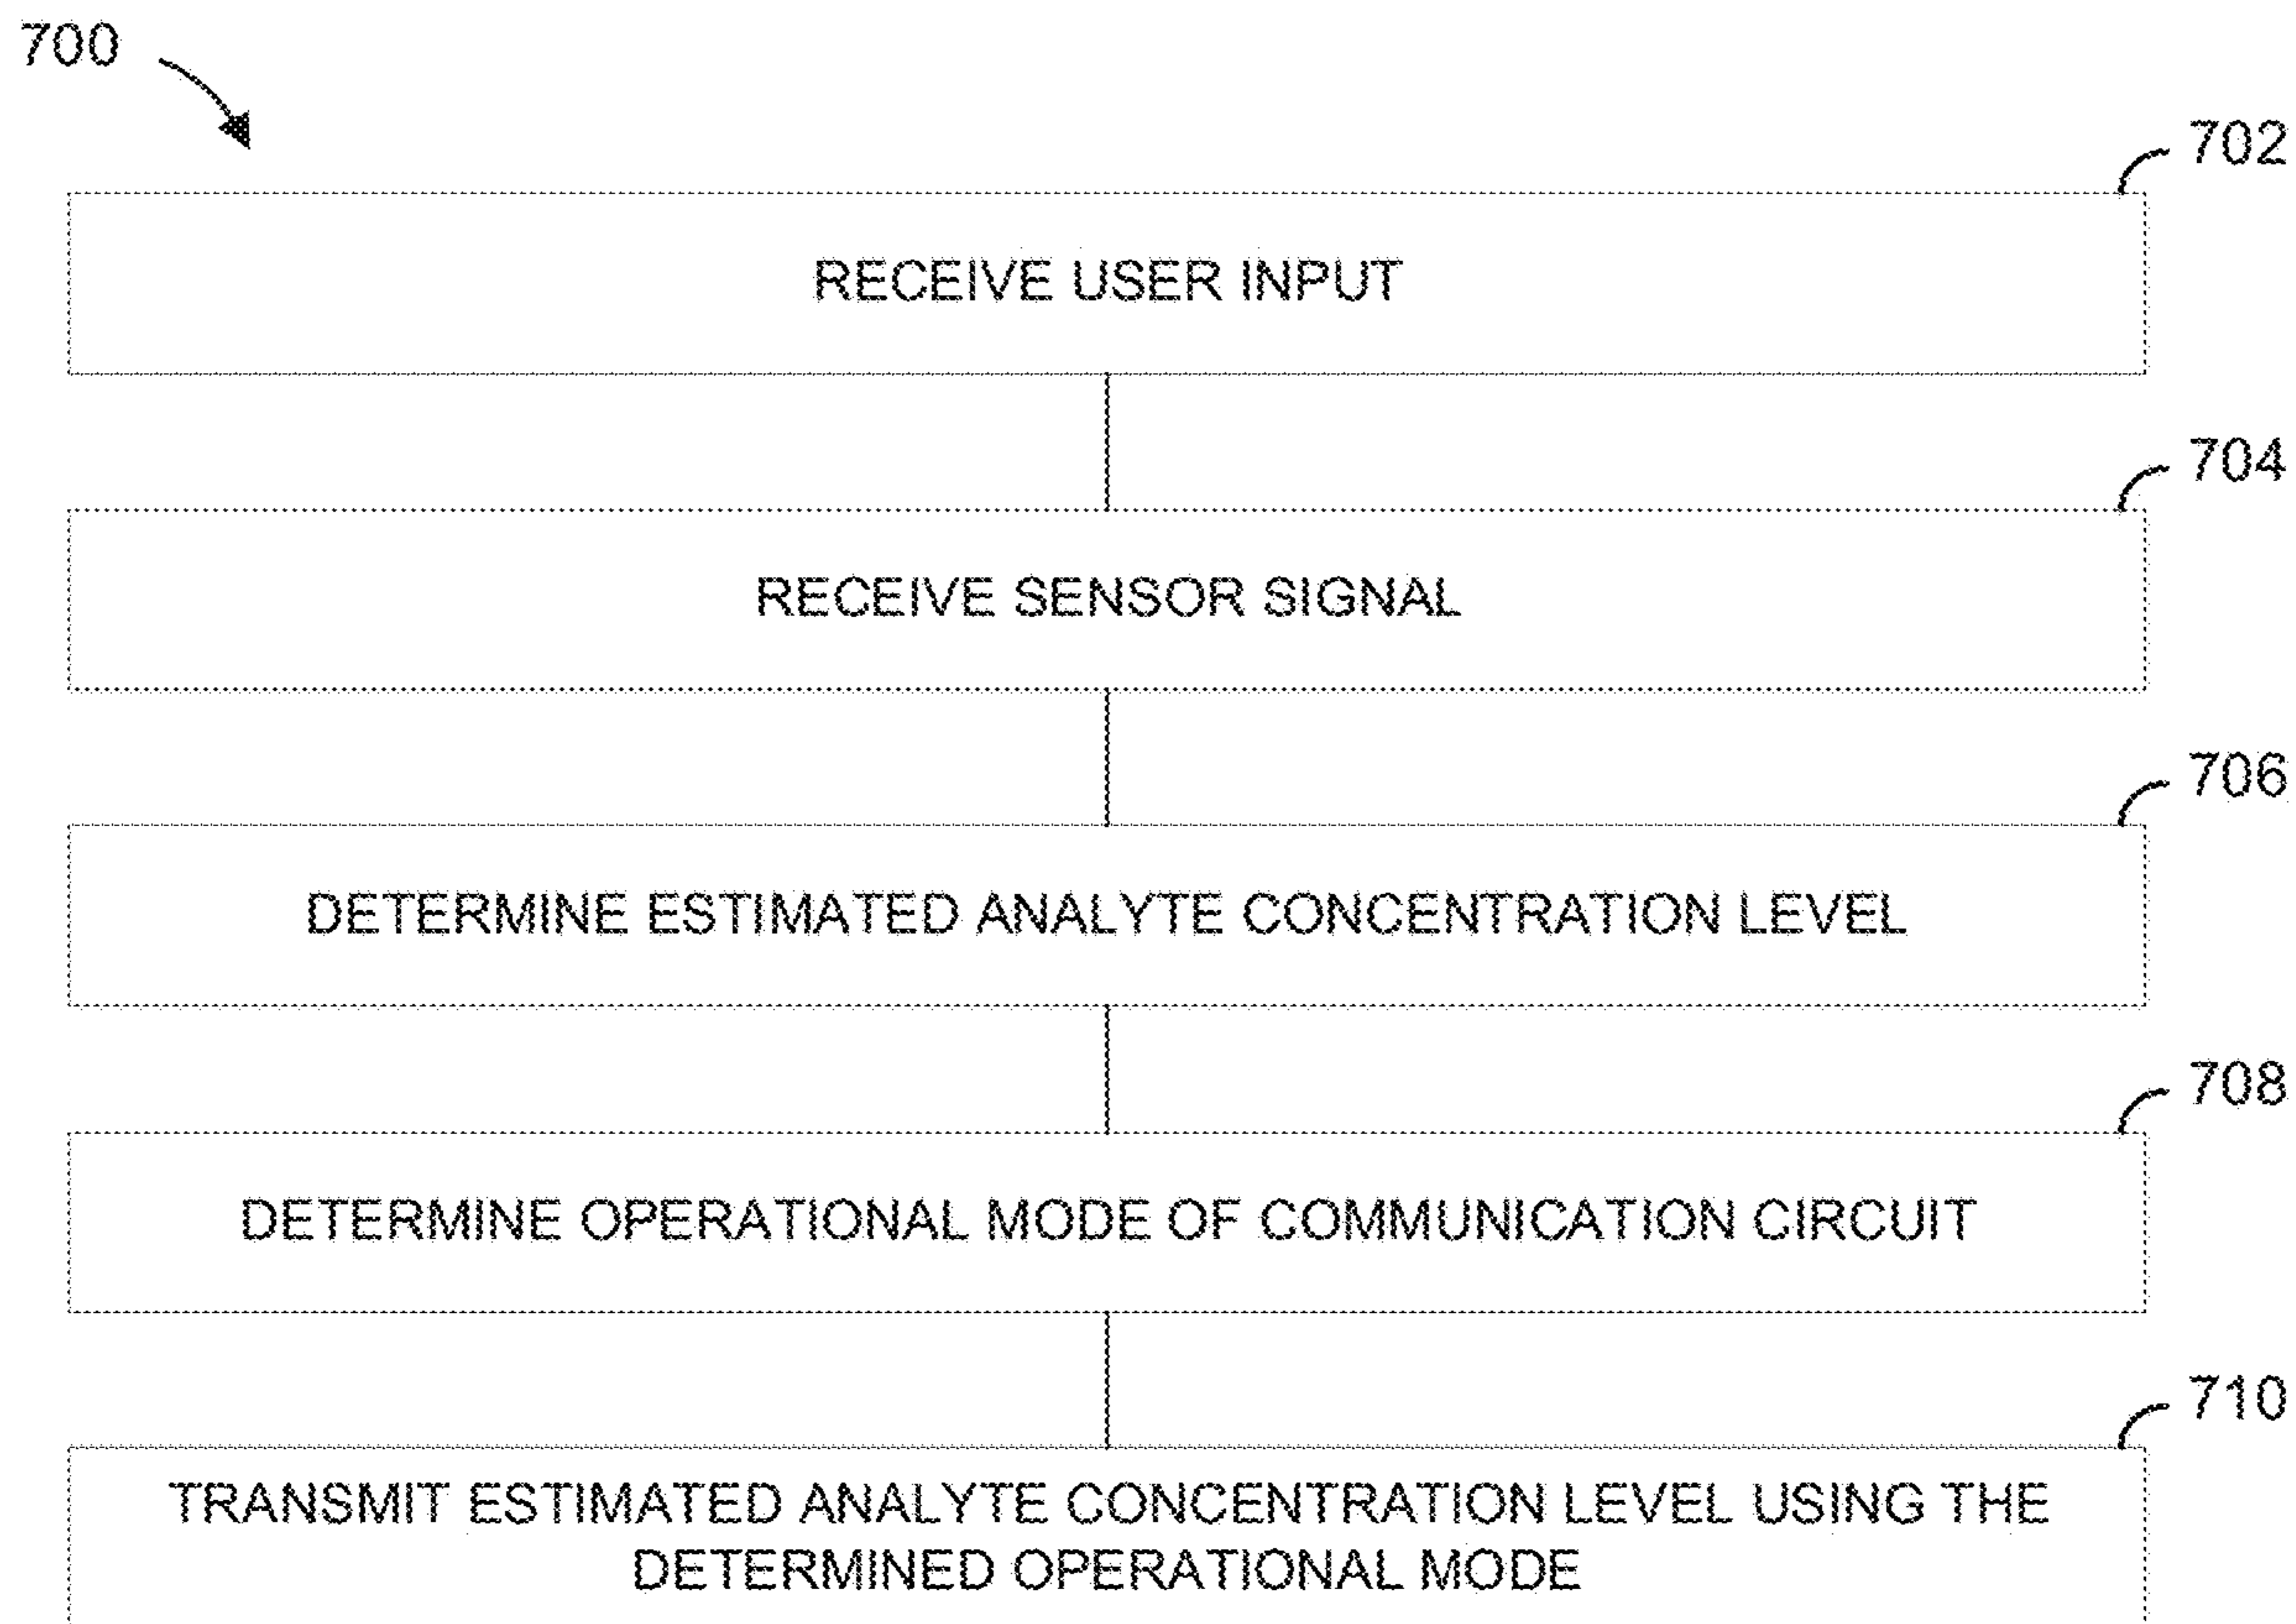 700
702
RECEIVE USER INPUT
704
RECEIVE SENSOR SIGNAL
706
DETERMINE ESTIMATED ANALYTE CONCENTRATION LEVEL
708
DETERMINE OPERATIONAL MODE OF COMMUNICATION CIRCUIT
710
TRANSMIT ESTIMATED ANALYTE CONCENTRATION LEVEL USING THE
DETERMINED OPERATIONAL MODE